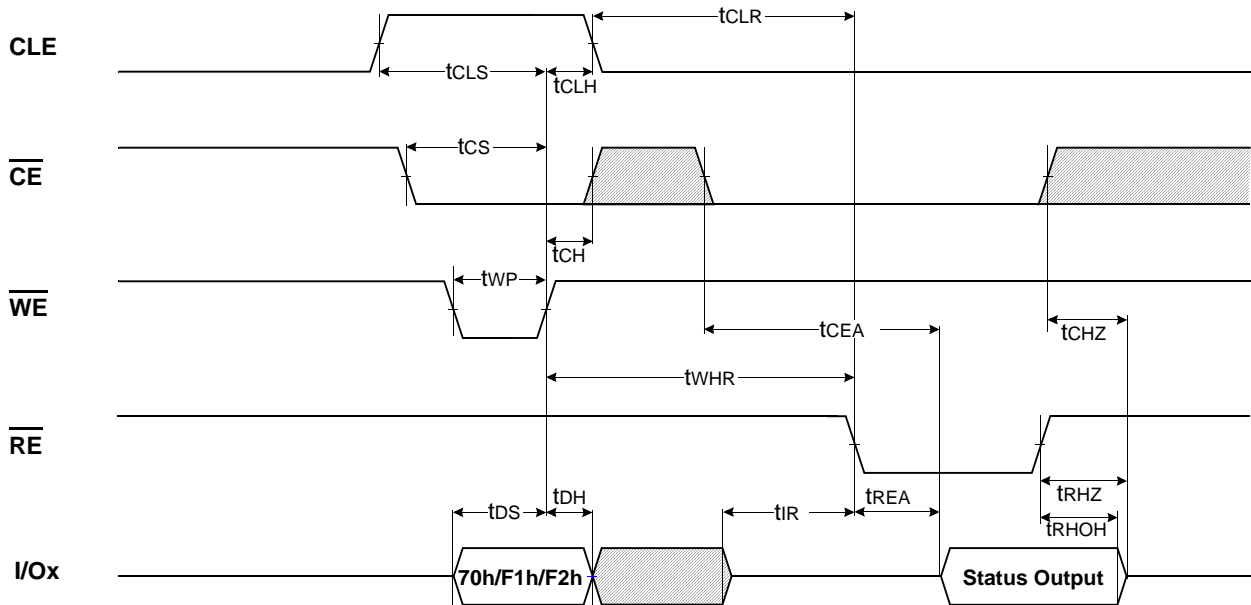 tCLR
CLE
tCLS
tCLH
tCS
CE
tCH
tWP
WE
tCEA
tCHZ
tWHR
RE
tDH
tREA
tRHZ
tDS
tIR
tRHOH
I/Ox
70h/F1h/F2h
Status Output